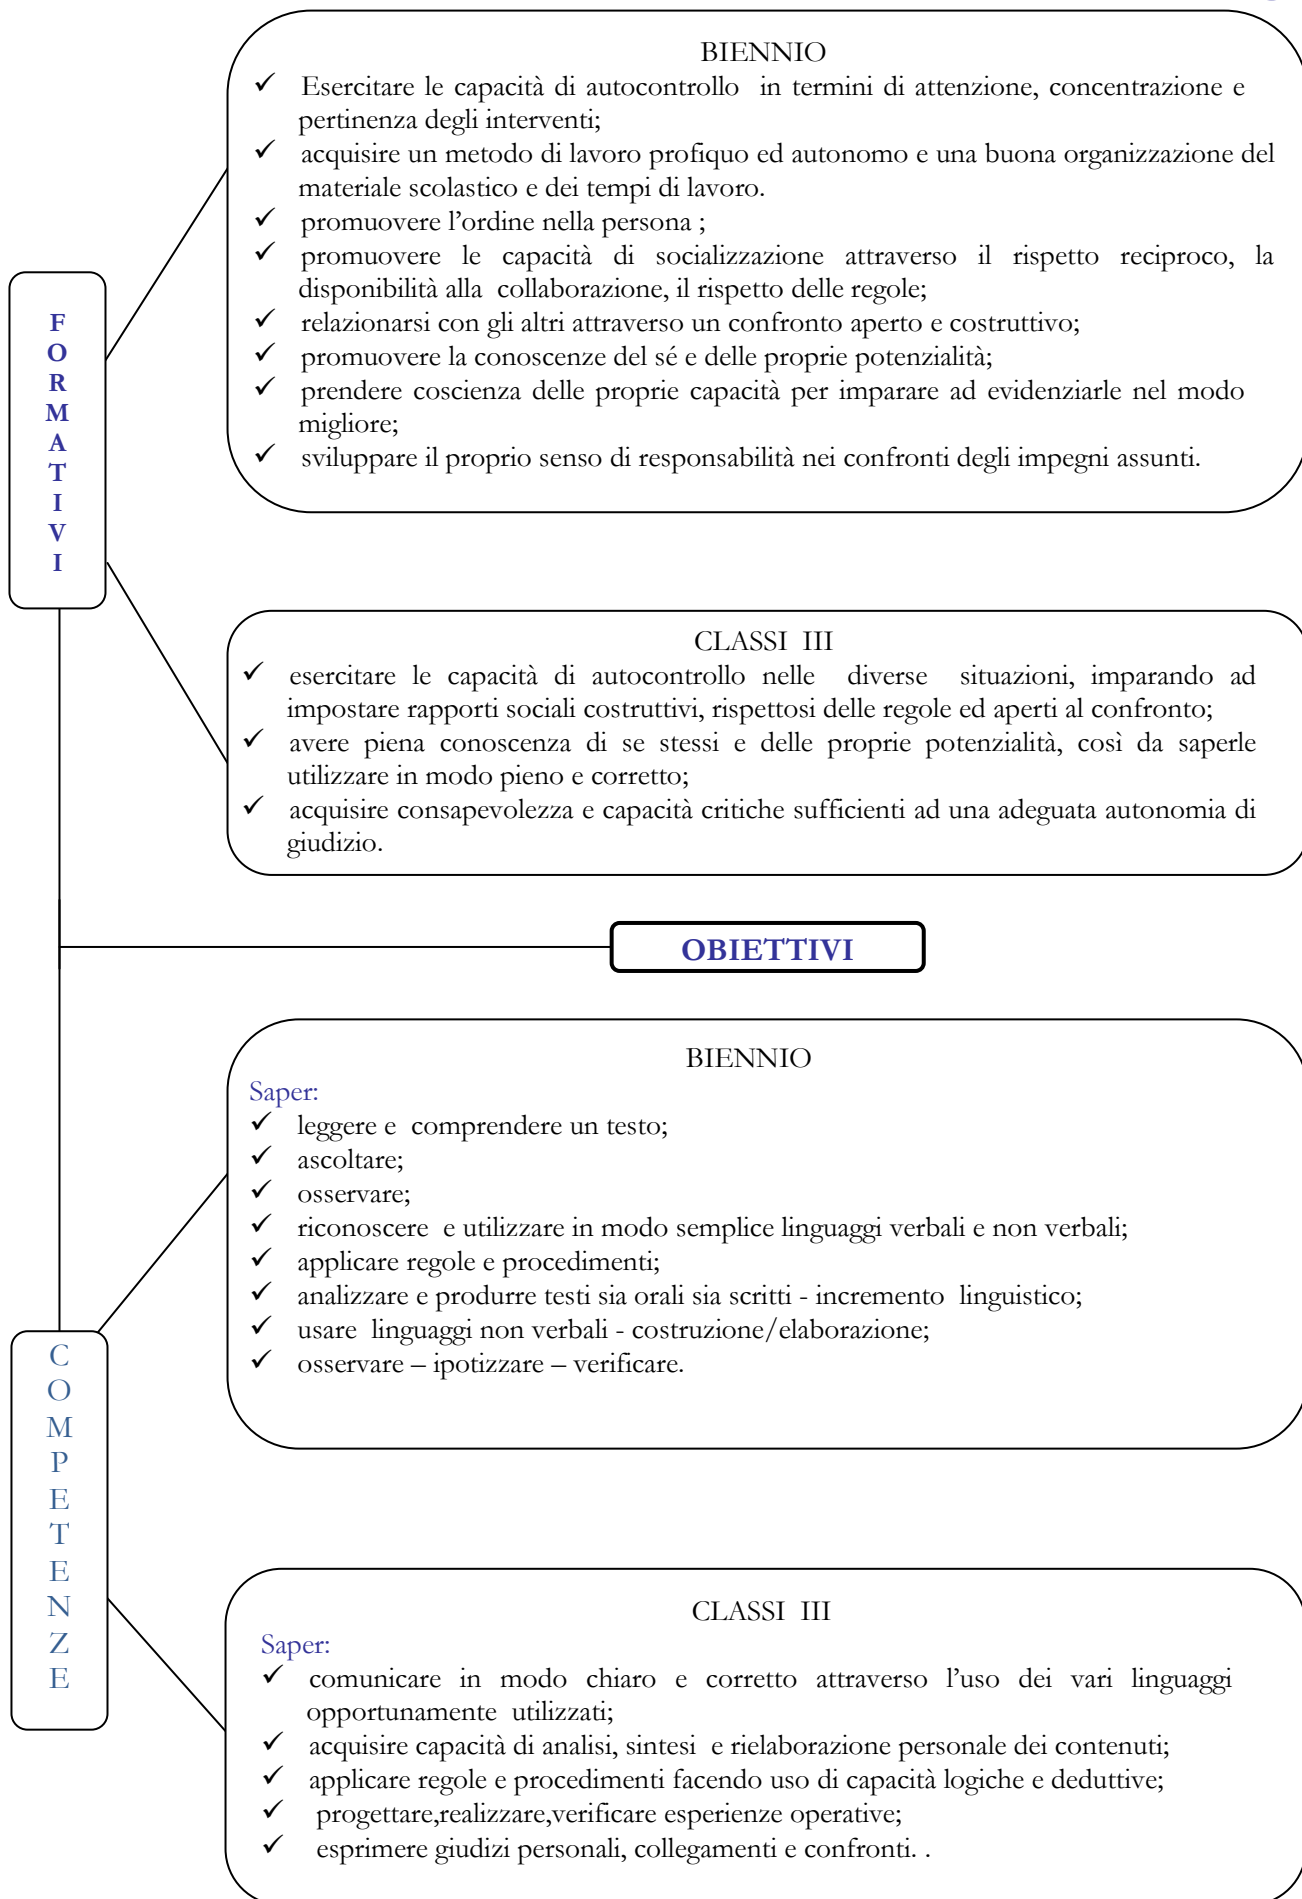 BIENNIO
✓ Esercitare le capacità di autocontrollo in termini di attenzione, concentrazione e
pertinenza degli interventi;
✓ acquisire un metodo di lavoro profiquo ed autonomo e una buona organizzazione del
materiale scolastico e dei tempi di lavoro.
✓ promuovere l'ordine nella persona ;
✓ promuovere le capacità di socializzazione attraverso il rispetto reciproco, la
disponibilità alla collaborazione, il rispetto delle regole;
✓ relazionarsi con gli altri attraverso un confronto aperto e costruttivo;
✓ promuovere la conoscenze del sé e delle proprie potenzialità;
✓ prendere coscienza delle proprie capacità per imparare ad evidenziarle nel modo
migliore;
✓ sviluppare il proprio senso di responsabilità nei confronti degli impegni assunti.
F
O
R
M
A
T
I
V
I
CLASSI III
✓ esercitare le capacità di autocontrollo nelle diverse situazioni, imparando ad
impostare rapporti sociali costruttivi, rispettosi delle regole ed aperti al confronto;
✓ avere piena conoscenza di se stessi e delle proprie potenzialità, così da saperle
utilizzare in modo pieno e corretto;
✓ acquisire consapevolezza e capacità critiche sufficienti ad una adeguata autonomia di
giudizio.
OBIETTIVI
BIENNIO
Saper:
✓ leggere e comprendere un testo;
✓ ascoltare;
✓ osservare;
✓ riconoscere e utilizzare in modo semplice linguaggi verbali e non verbali;
✓ applicare regole e procedimenti;
✓ analizzare e produrre testi sia orali sia scritti - incremento linguistico;
✓ usare linguaggi non verbali - costruzione/elaborazione;
✓ osservare – ipotizzare – verificare.
C
O
M
P
E
T
E
N
Z
E
CLASSI III
Saper:
✓ comunicare in modo chiaro e corretto attraverso l'uso dei vari linguaggi
opportunamente utilizzati;
✓ acquisire capacità di analisi, sintesi e rielaborazione personale dei contenuti;
✓ applicare regole e procedimenti facendo uso di capacità logiche e deduttive;
✓ progettare,realizzare,verificare esperienze operative;
✓ esprimere giudizi personali, collegamenti e confronti. .